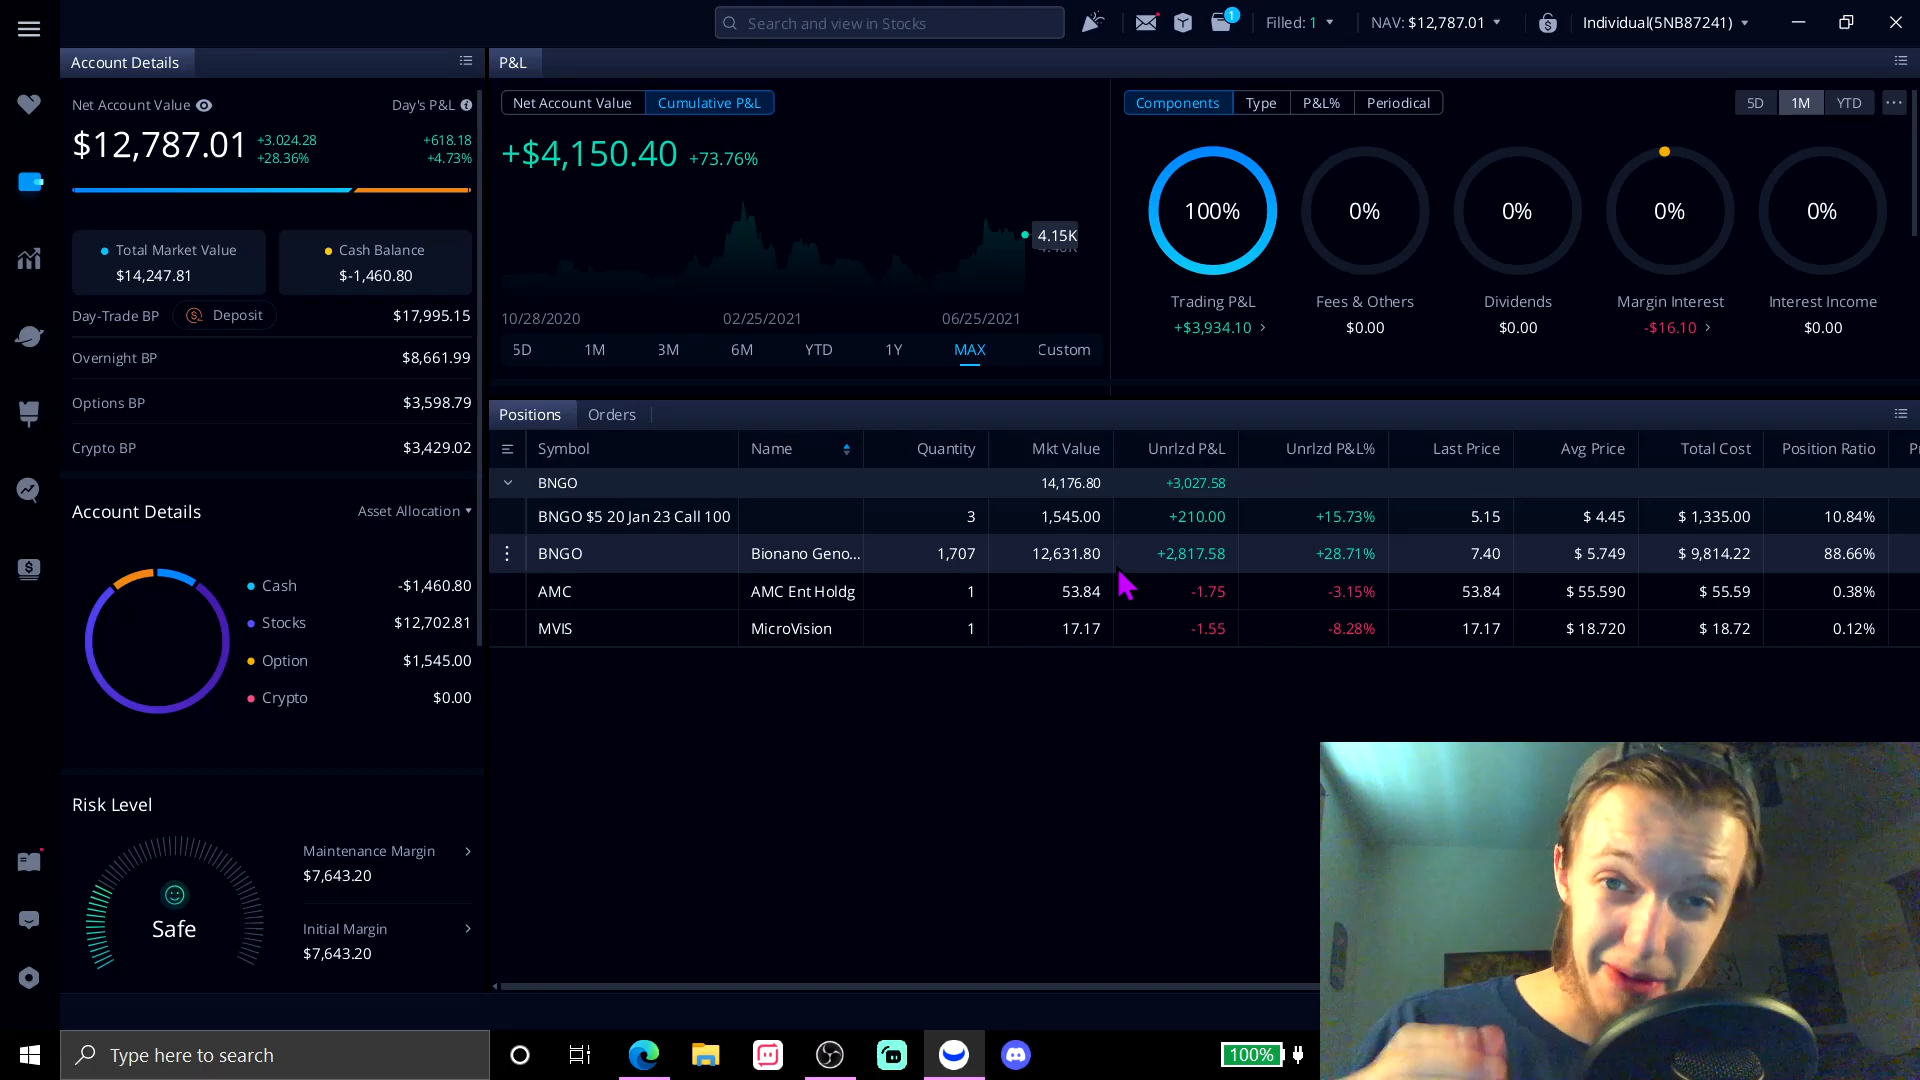 Search and view in Stocks
1
Filled: 1
NAV: $12,787.01
Individual(5NB87241)
Account Details
Net Account Value
Day's P&L
$12,787.01
+3.024.28
+28.36%
+618.18
+4.73%
Total Market Value
$14,247.81
Cash Balance
$-1,460.80
Day-Trade BP
Deposit
$17,995.15
Overnight BP
$8,661.99
Options BP
$3,598.79
Crypto BP
$3,429.02
Account Details
Asset Allocation
Cash
-$1,460.80
Stocks
$12,702.81
Option
$1,545.00
Crypto
$0.00
Risk Level
Safe
Maintenance Margin
$7,643.20
Initial Margin
$7,643.20
P&L
Net Account Value
Cumulative P&L
+$4,150.40 +73.76%
4.15K
10/28/2020
02/25/2021
06/25/2021
5D
1M
3M
6M
YTD
1Y
MAX
Custom
Components
Type
P&L%
Periodical
5D
1M
YTD
100%
0%
0%
0%
0%
Trading P&L
Fees & Others
Dividends
Margin Interest
Interest Income
+$3,934.10
$0.00
$0.00
-$16.10
$0.00
Positions
Orders
Symbol Name Quantity Mkt Value Unrlzd P&L Unrlzd P&L% Last Price Avg Price Total Cost Position Ratio
BNGO 14,176.80 +3,027.58
BNGO $5 20 Jan 23 Call 100 3 1,545.00 +210.00 +15.73% 5.15 $ 4.45 $ 1,335.00 10.84%
BNGO Bionano Geno... 1,707 12,631.80 +2,817.58 +28.71% 7.40 $ 5.749 $ 9,814.22 88.66%
AMC AMC Ent Holdg 1 53.84 -1.75 -3.15% 53.84 $ 55.590 $ 55.59 0.38%
MVIS MicroVision 1 17.17 -1.55 -8.28% 17.17 $ 18.720 $ 18.72 0.12%
Type here to search
100%